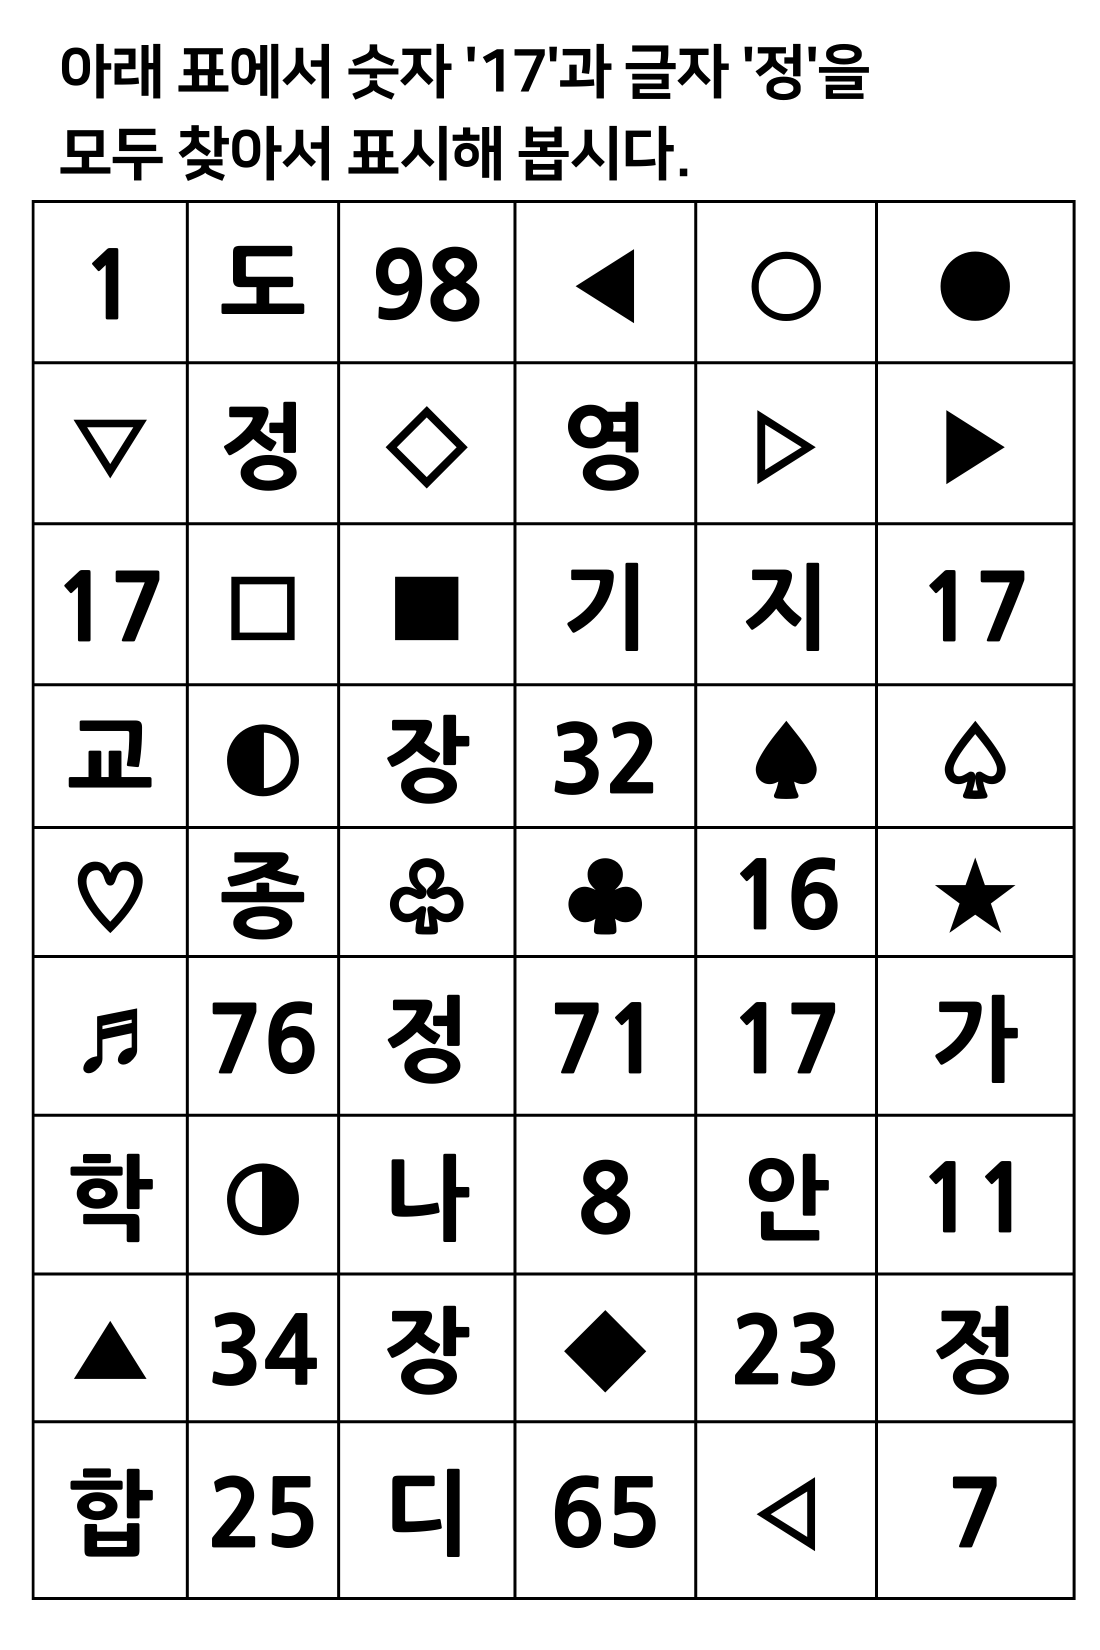 아래 표에서 숫자 '17'과 글자 '정'을
모두 찾아서 표시해 봅시다.
1 도 98 ◀ ○ ●
▽ 정 ◇ 영 ▷ ▶
17 □ ■ 기 지 17
교 ◐ 장 32 ♠ ♤
♡ 종 ♧ ♣ 16 ★
♬ 76 정 71 17 가
학 ◑ 나 8 안 11
▲ 34 장 ◆ 23 정
합 25 디 65 ◁ 7